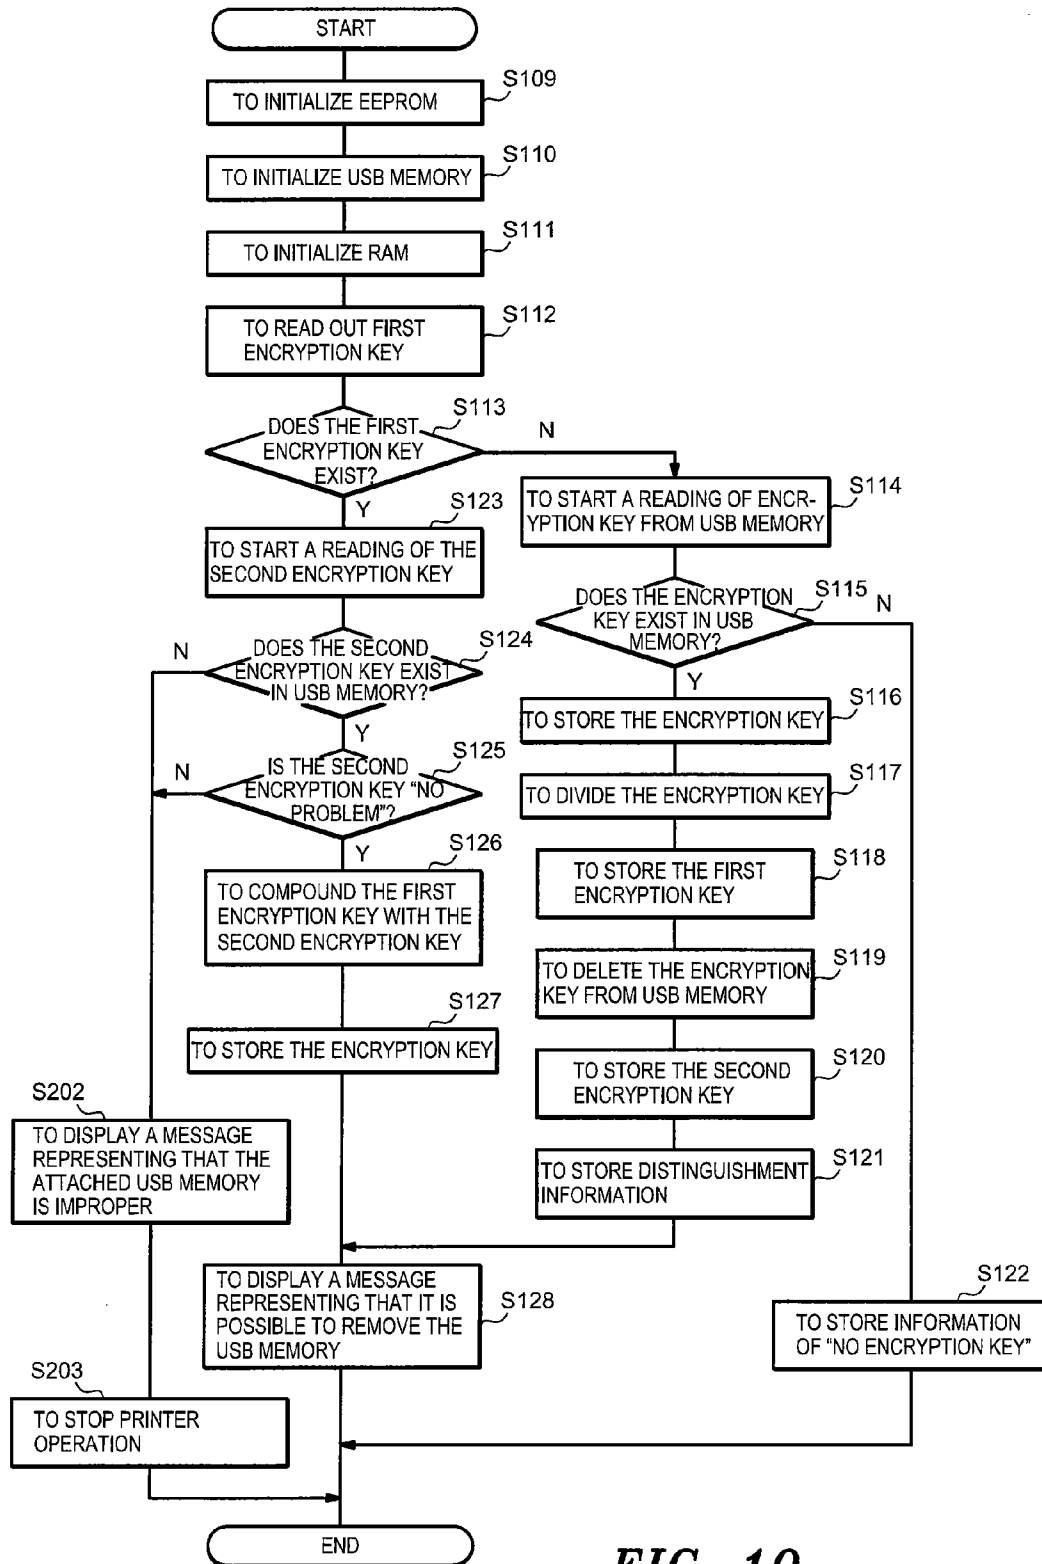 START
S109
TO INITIALIZE EEPROM
S110
TO INITIALIZE USB MEMORY
S111
TO INITIALIZE RAM
S112
TO READ OUT FIRST
ENCRYPTION KEY
S113
DOES THE FIRST
ENCRYPTION KEY
EXIST?
N
Y
S114
TO START A READING OF ENCR-
YPTION KEY FROM USB MEMORY
S123
TO START A READING OF THE
SECOND ENCRYPTION KEY
S115
DOES THE ENCRYPTION
KEY EXIST IN USB
MEMORY?
N
Y
S124
DOES THE SECOND
ENCRYPTION KEY EXIST
IN USB MEMORY?
N
Y
S116
TO STORE THE ENCRYPTION KEY
S125
IS THE SECOND
ENCRYPTION KEY "NO
PROBLEM"?
N
Y
S117
TO DIVIDE THE ENCRYPTION KEY
S126
TO COMPOUND THE FIRST
ENCRYPTION KEY WITH THE
SECOND ENCRYPTION KEY
S118
TO STORE THE FIRST
ENCRYPTION KEY
S119
TO DELETE THE ENCRYPTION
KEY FROM USB MEMORY
S127
TO STORE THE ENCRYPTION KEY
S120
TO STORE THE SECOND
ENCRYPTION KEY
S202
TO DISPLAY A MESSAGE
REPRESENTING THAT THE
ATTACHED USB MEMORY
IS IMPROPER
S121
TO STORE DISTINGUISHMENT
INFORMATION
S128
TO DISPLAY A MESSAGE
REPRESENTING THAT IT IS
POSSIBLE TO REMOVE THE
USB MEMORY
S122
TO STORE INFORMATION
OF "NO ENCRYPTION KEY"
S203
TO STOP PRINTER
OPERATION
END
FIG. 10